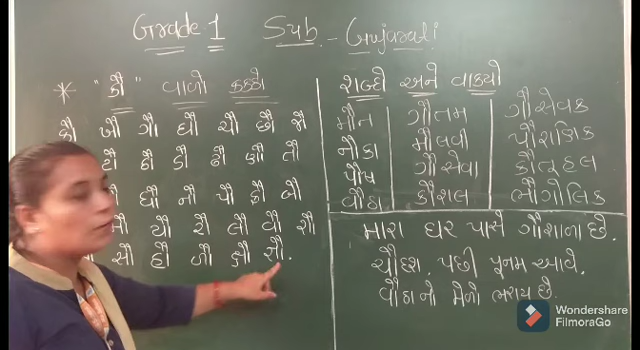 Grade 1 Sub.- Gujarati
* "કૌ" વાળો કક્કો
કૌ ખૌ ગૌ ઘૌ ચૌ છૌ જૌ
ટૌ ઠૌ ડૌ ઢૌ ણૌ તૌ
ધૌ નૌ પૌ ફૌ બૌ
મૌ યૌ રૌ લૌ વૌ શૌ
સૌ હૌ ળૌ ક્ષૌ જ્ઞૌ.
શબ્દો અને વાક્યો
મૌન ગૌતમ ગૌસેવક
નૌકા મૌલવી પૌરાણિક
પૌષ ગૌસેવા કૌતૂહલ
વૌઠા કૌશલ ભૌગોલિક
મારા ઘર પાસે ગૌશાળા છે.
ચૌદશ પછી પૂનમ આવે.
વૌઠાનો મેળો ભરાય છે.
Wondershare
FilmoraGo